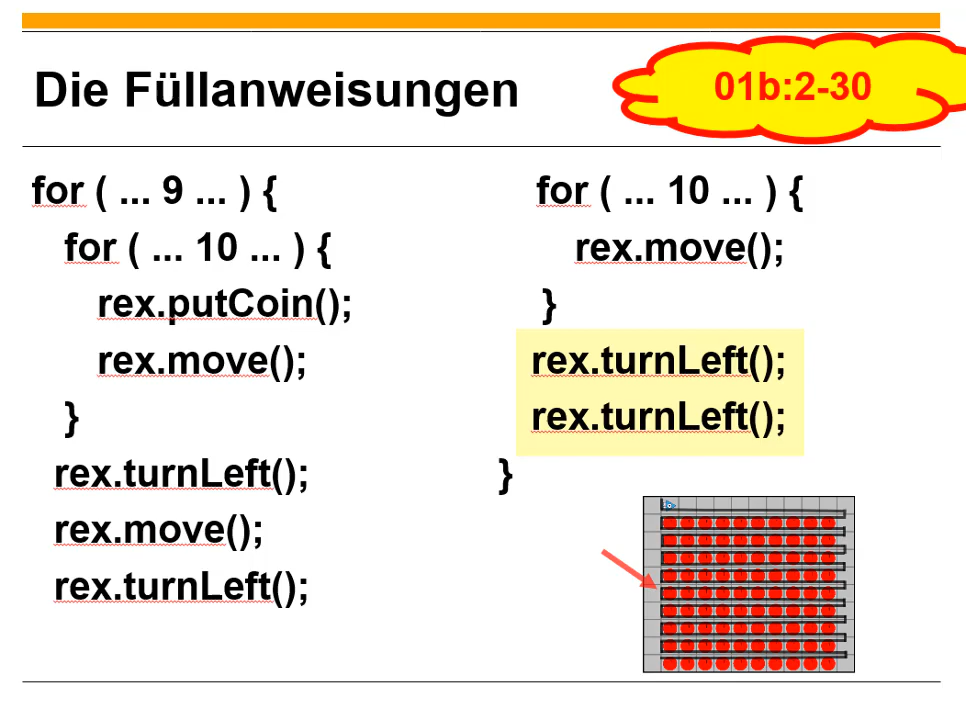 Die Füllanweisungen
01b:2-30
for ( ... 9 ... ) {
for ( ... 10 ... ) {
rex.putCoin();
rex.move();
}
rex.turnLeft();
rex.move();
rex.turnLeft();
for ( ... 10 ... ) {
rex.move();
}
rex.turnLeft();
rex.turnLeft();
}